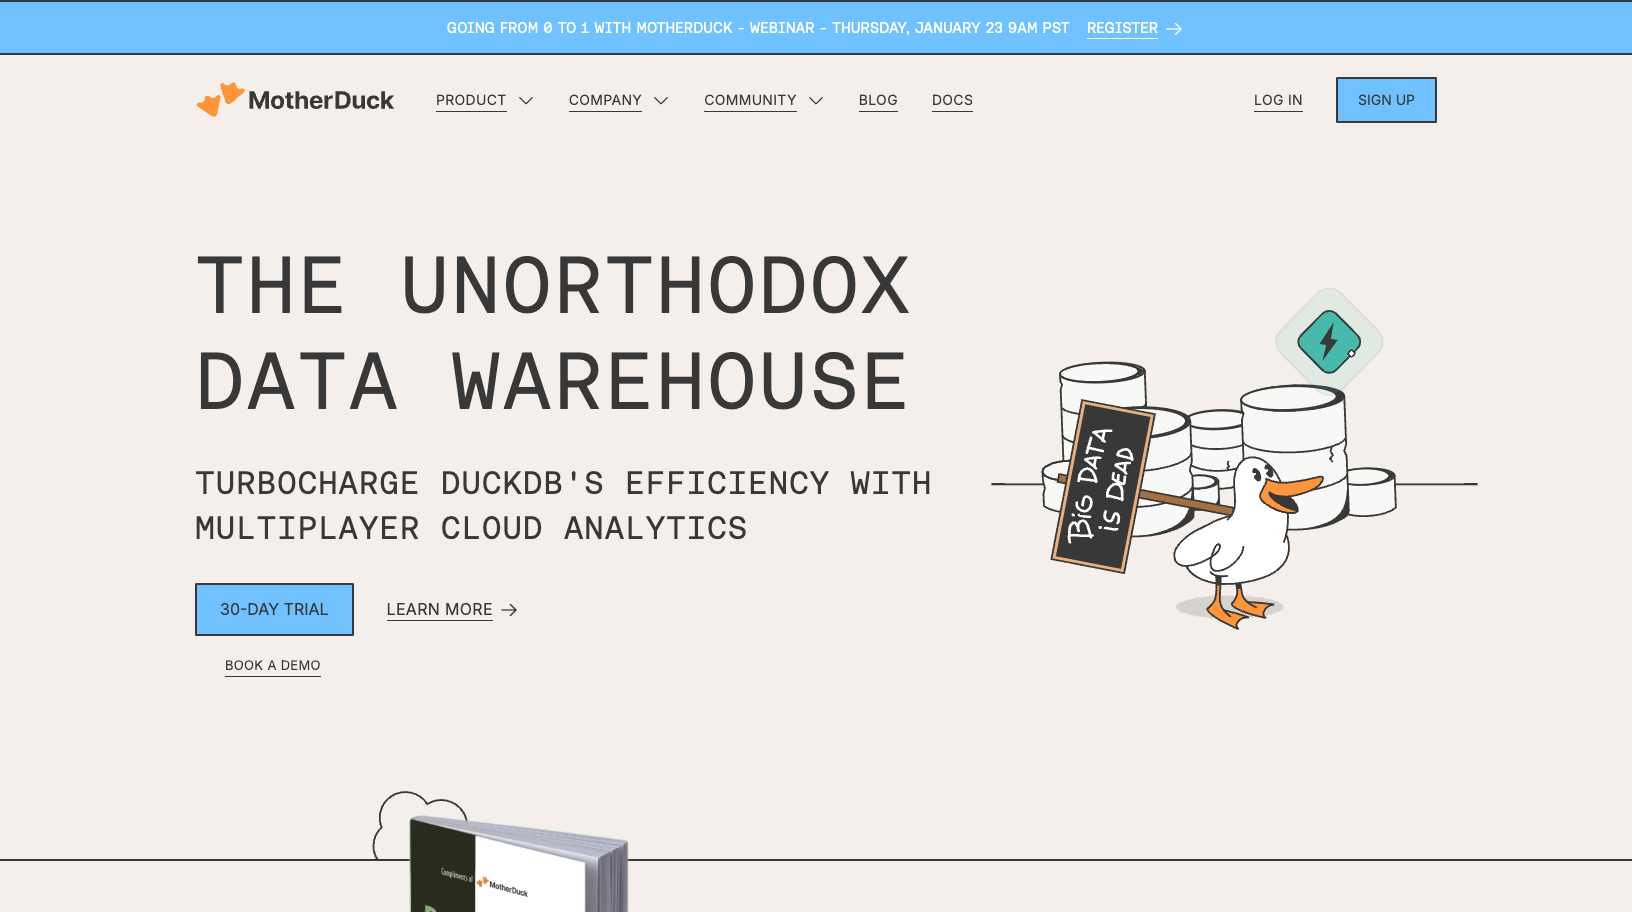 GOING FROM 0 TO 1 WITH MOTHERDUCK - WEBINAR - THURSDAY, JANUARY 23 9AM PST REGISTER
MotherDuck PRODUCT COMPANY COMMUNITY BLOG DOCS LOG IN SIGN UP
THE UNORTHODOX
DATA WAREHOUSE
TURBOCHARGE DUCKDB'S EFFICIENCY WITH
MULTIPLAYER CLOUD ANALYTICS
30-DAY TRIAL LEARN MORE
BOOK A DEMO
BiG DATA
iS DEAD
Compliments of MotherDuck